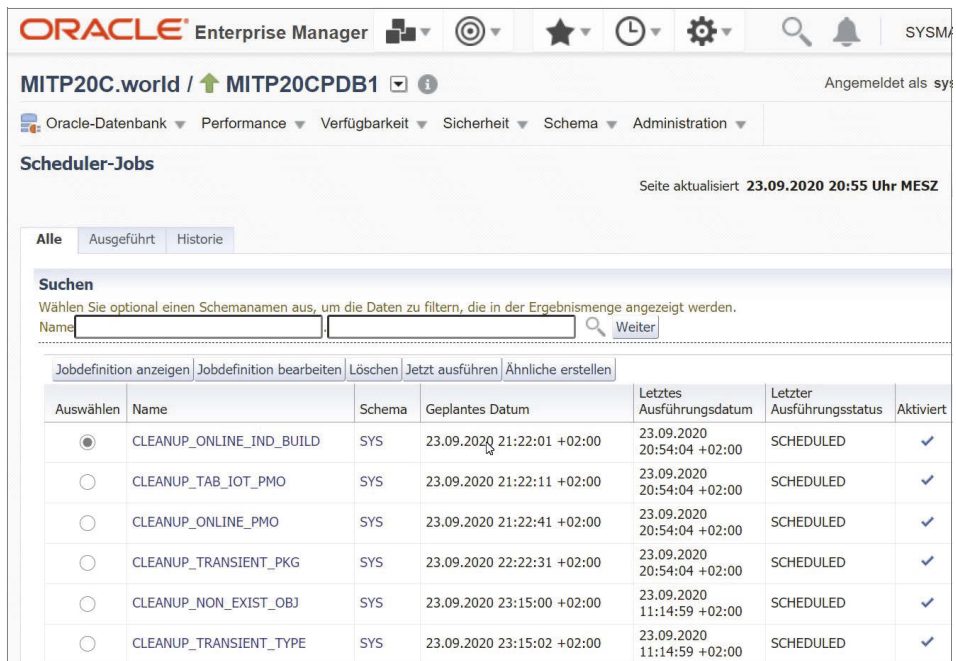 ORACLE Enterprise Manager
MITP20C.world / MITP20CPDB1
Angemeldet als
Oracle-Datenbank Performance Verfügbarkeit Sicherheit Schema Administration
Scheduler-Jobs
Seite aktualisiert 23.09.2020 20:55 Uhr MESZ
Alle Ausgeführt Historie
Suchen
Wählen Sie optional einen Schemanamen aus, um die Daten zu filtern, die in der Ergebnismenge angezeigt werden.
Name . Weiter
Jobdefinition anzeigen Jobdefinition bearbeiten Löschen Jetzt ausführen Ähnliche erstellen
Auswählen Name Schema Geplantes Datum Letztes Ausführungsdatum Letzter Ausführungsstatus Aktiviert
CLEANUP_ONLINE_IND_BUILD SYS 23.09.2020 21:22:01 +02:00 23.09.2020 20:54:04 +02:00 SCHEDULED
CLEANUP_TAB_IOT_PMO SYS 23.09.2020 21:22:11 +02:00 23.09.2020 20:54:04 +02:00 SCHEDULED
CLEANUP_ONLINE_PMO SYS 23.09.2020 21:22:41 +02:00 23.09.2020 20:54:04 +02:00 SCHEDULED
CLEANUP_TRANSIENT_PKG SYS 23.09.2020 22:22:31 +02:00 23.09.2020 20:54:04 +02:00 SCHEDULED
CLEANUP_NON_EXIST_OBJ SYS 23.09.2020 23:15:00 +02:00 23.09.2020 11:14:59 +02:00 SCHEDULED
CLEANUP_TRANSIENT_TYPE SYS 23.09.2020 23:15:02 +02:00 23.09.2020 11:14:59 +02:00 SCHEDULED